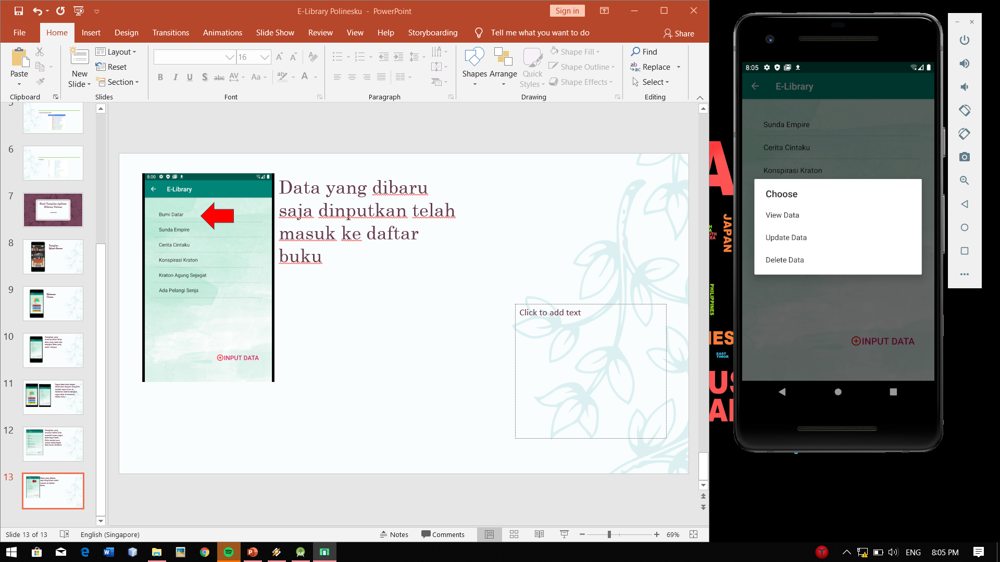 E-Library Polinesku - PowerPoint
Sign in
File
Home
Insert
Design
Transitions
Animations
Slide Show
Review
View
Help
Storyboarding
Tell me what you want to do
Share
Paste
Clipboard
New
Slide
Layout
Reset
Section
Slides
16
B I U S abc AV Aa
A
Font
Paragraph
Shapes
Arrange
Quick
Styles
Shape Fill
Shape Outline
Shape Effects
Drawing
Find
Replace
Select
Editing
5
6
7
8
9
10
11
12
13
8:00
E-Library
Bumi Datar
Sunda Empire
Cerita Cintaku
Konspirasi Kraton
Kraton Agung Sejagat
Ada Pelangi Senja
INPUT DATA
Data yang dibaru
saja dinputkan telah
masuk ke daftar
buku
Click to add text
Slide 13 of 13
English (Singapore)
Notes
Comments
69%
JAPAN
PHILIPPINES
EAST
TIMOR
8:05
E-Library
Sunda Empire
Cerita Cintaku
Konspirasi Kraton
Choose
View Data
Update Data
Delete Data
INPUT DATA
ENG
8:05 PM